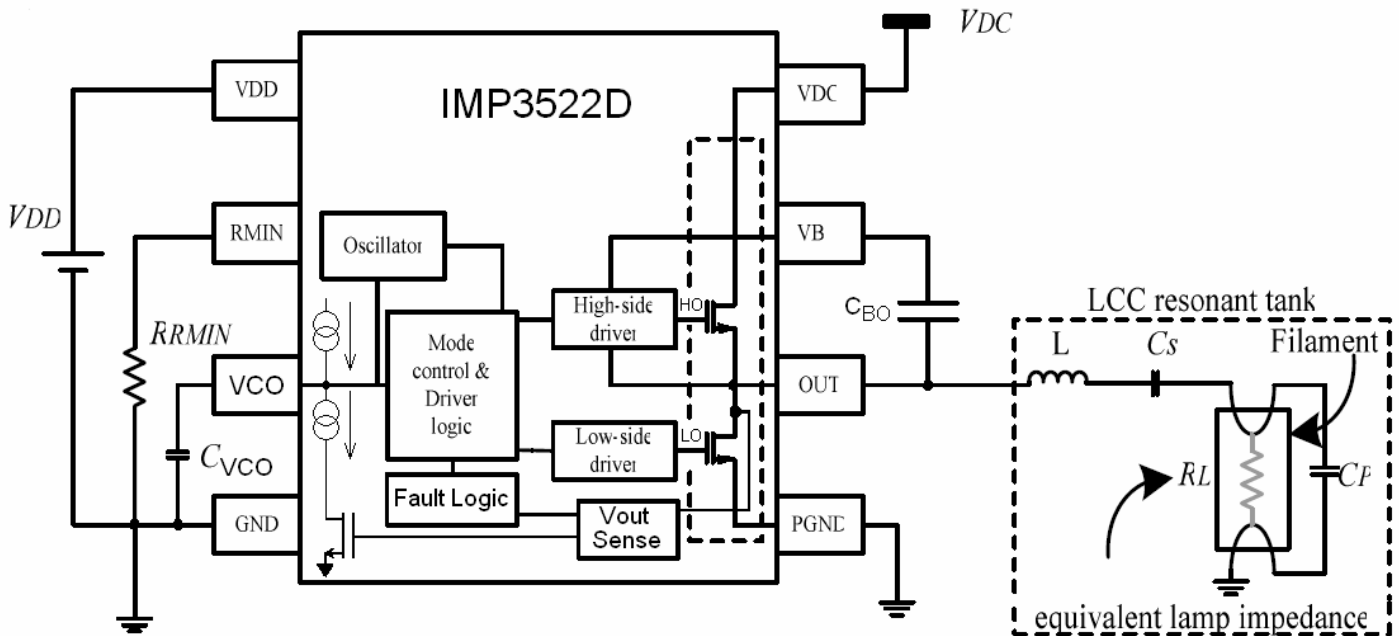 VDC
VDD
IMP3522D
VDC
VDD
RMIN
Oscillator
VB
High-side
driver
HO
CBO
LCC resonant tank
Filament
L
Cs
RRMIN
Mode
control &
Driver
logic
VCO
OUT
CVCO
Low-side
driver
LO
Fault Logic
Vout
Sense
RL
CP
GND
PGND
equivalent lamp impedance